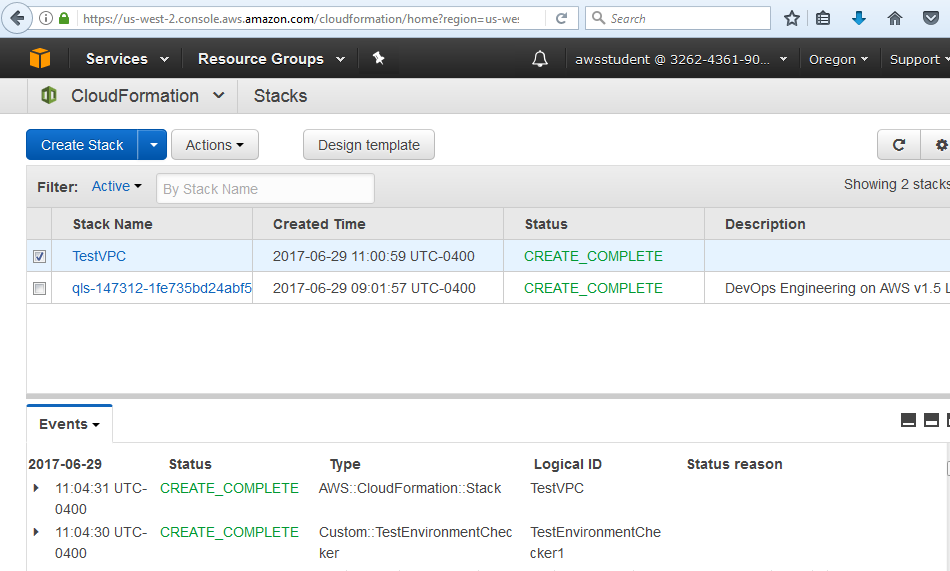 https://us-west-2.console.aws.amazon.com/cloudformation/home?region=us-wes Search
Services Resource Groups awsstudent @ 3262-4361-90... Oregon Support
CloudFormation Stacks
Create Stack Actions Design template
Filter: Active By Stack Name Showing 2 stacks
Stack Name Created Time Status Description
TestVPC 2017-06-29 11:00:59 UTC-0400 CREATE_COMPLETE
qls-147312-1fe735bd24abf5 2017-06-29 09:01:57 UTC-0400 CREATE_COMPLETE DevOps Engineering on AWS v1.5 L
Events
2017-06-29 Status Type Logical ID Status reason
11:04:31 UTC- CREATE_COMPLETE AWS::CloudFormation::Stack TestVPC
0400
11:04:30 UTC- CREATE_COMPLETE Custom::TestEnvironmentChec TestEnvironmentChe
0400 ker cker1